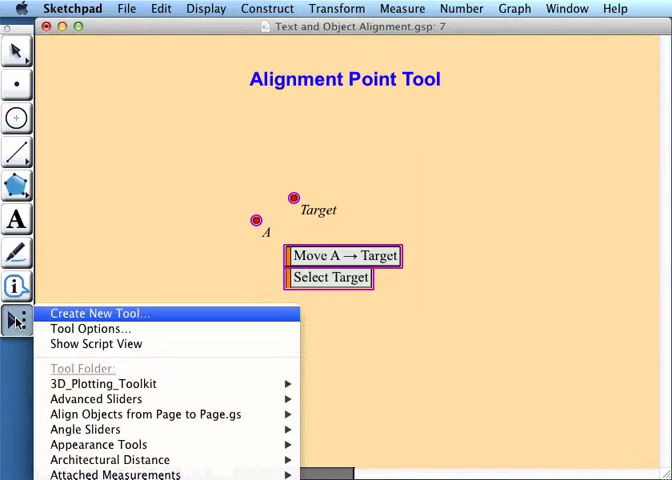 Sketchpad File Edit Display Construct Transform Measure Number Graph Window Help
Text and Object Alignment.gsp: 7
Alignment Point Tool
Target
A
Move A → Target
Select Target
A
Create New Tool...
Tool Options...
Show Script View
Tool Folder:
3D_Plotting_Toolkit
Advanced Sliders
Align Objects from Page to Page.gs
Angle Sliders
Appearance Tools
Architectural Distance
Attached Measurements